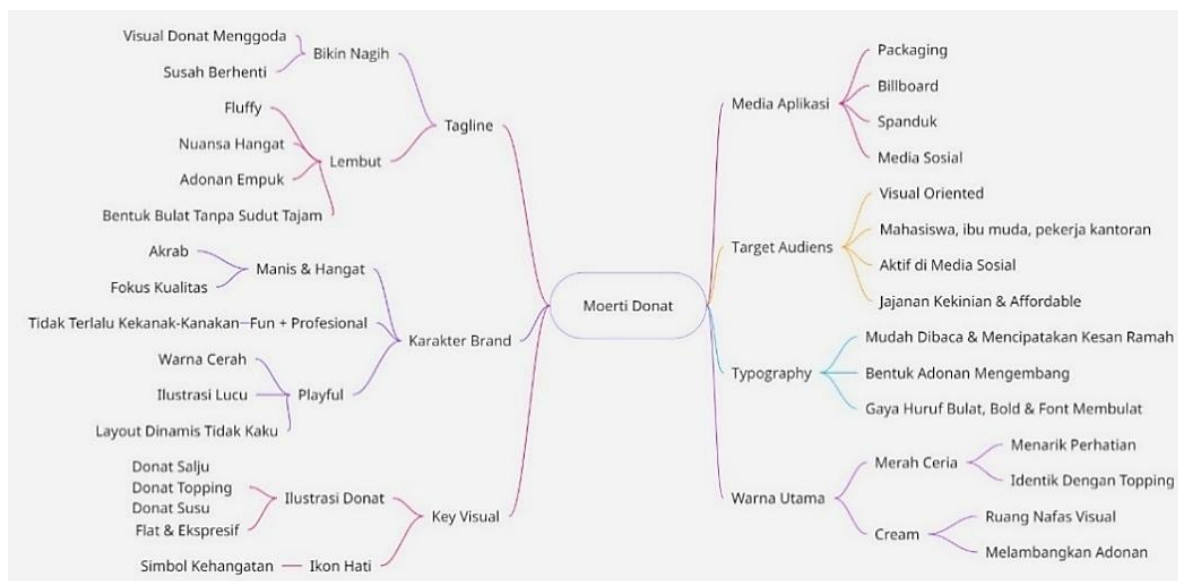 Moerti Donat
Tagline
Bikin Nagih
Visual Donat Menggoda
Susah Berhenti
Lembut
Fluffy
Nuansa Hangat
Adonan Empuk
Bentuk Bulat Tanpa Sudut Tajam
Karakter Brand
Manis & Hangat
Akrab
Fokus Kualitas
Fun + Profesional
Tidak Terlalu Kekanak-Kanakan
Playful
Warna Cerah
Ilustrasi Lucu
Layout Dinamis Tidak Kaku
Key Visual
Ilustrasi Donat
Donat Salju
Donat Topping
Donat Susu
Flat & Ekspresif
Ikon Hati
Simbol Kehangatan
Media Aplikasi
Packaging
Billboard
Spanduk
Media Sosial
Target Audiens
Visual Oriented
Mahasiswa, ibu muda, pekerja kantoran
Aktif di Media Sosial
Jajanan Kekinian & Affordable
Typography
Mudah Dibaca & Mencipatakan Kesan Ramah
Bentuk Adonan Mengembang
Gaya Huruf Bulat, Bold & Font Membulat
Warna Utama
Merah Ceria
Menarik Perhatian
Identik Dengan Topping
Cream
Ruang Nafas Visual
Melambangkan Adonan